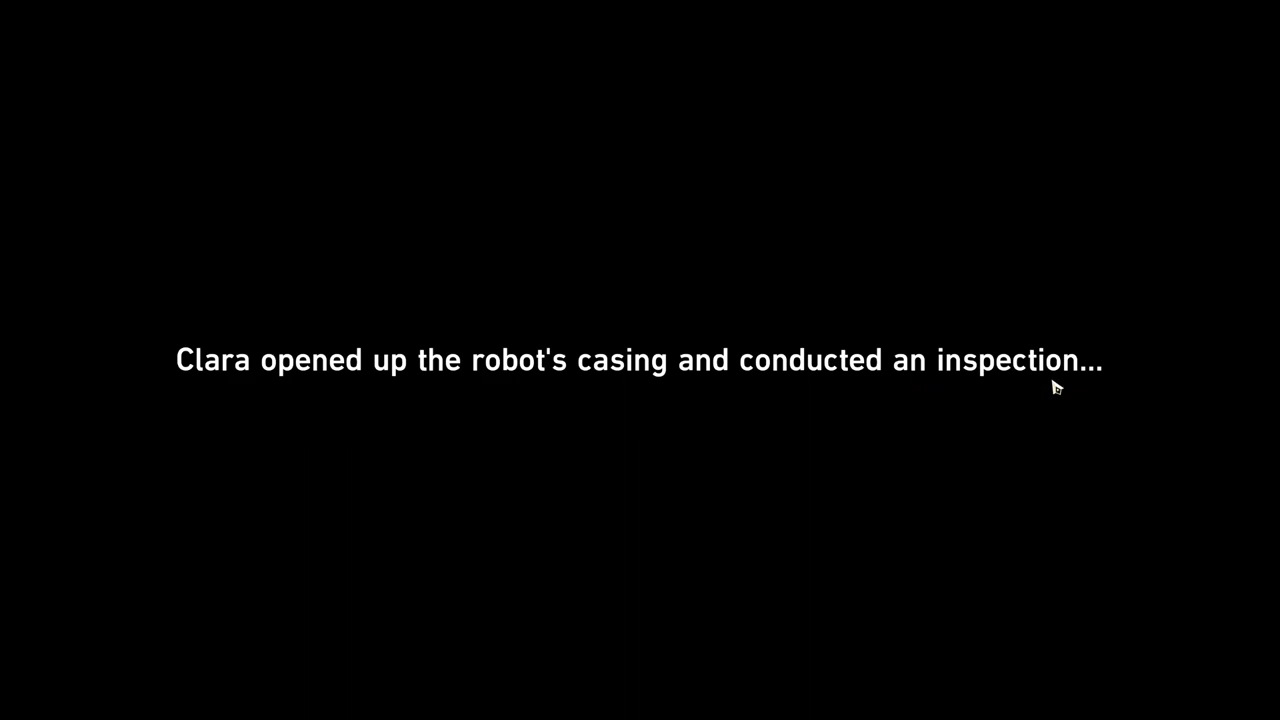 Clara opened up the robot's casing and conducted an inspection...